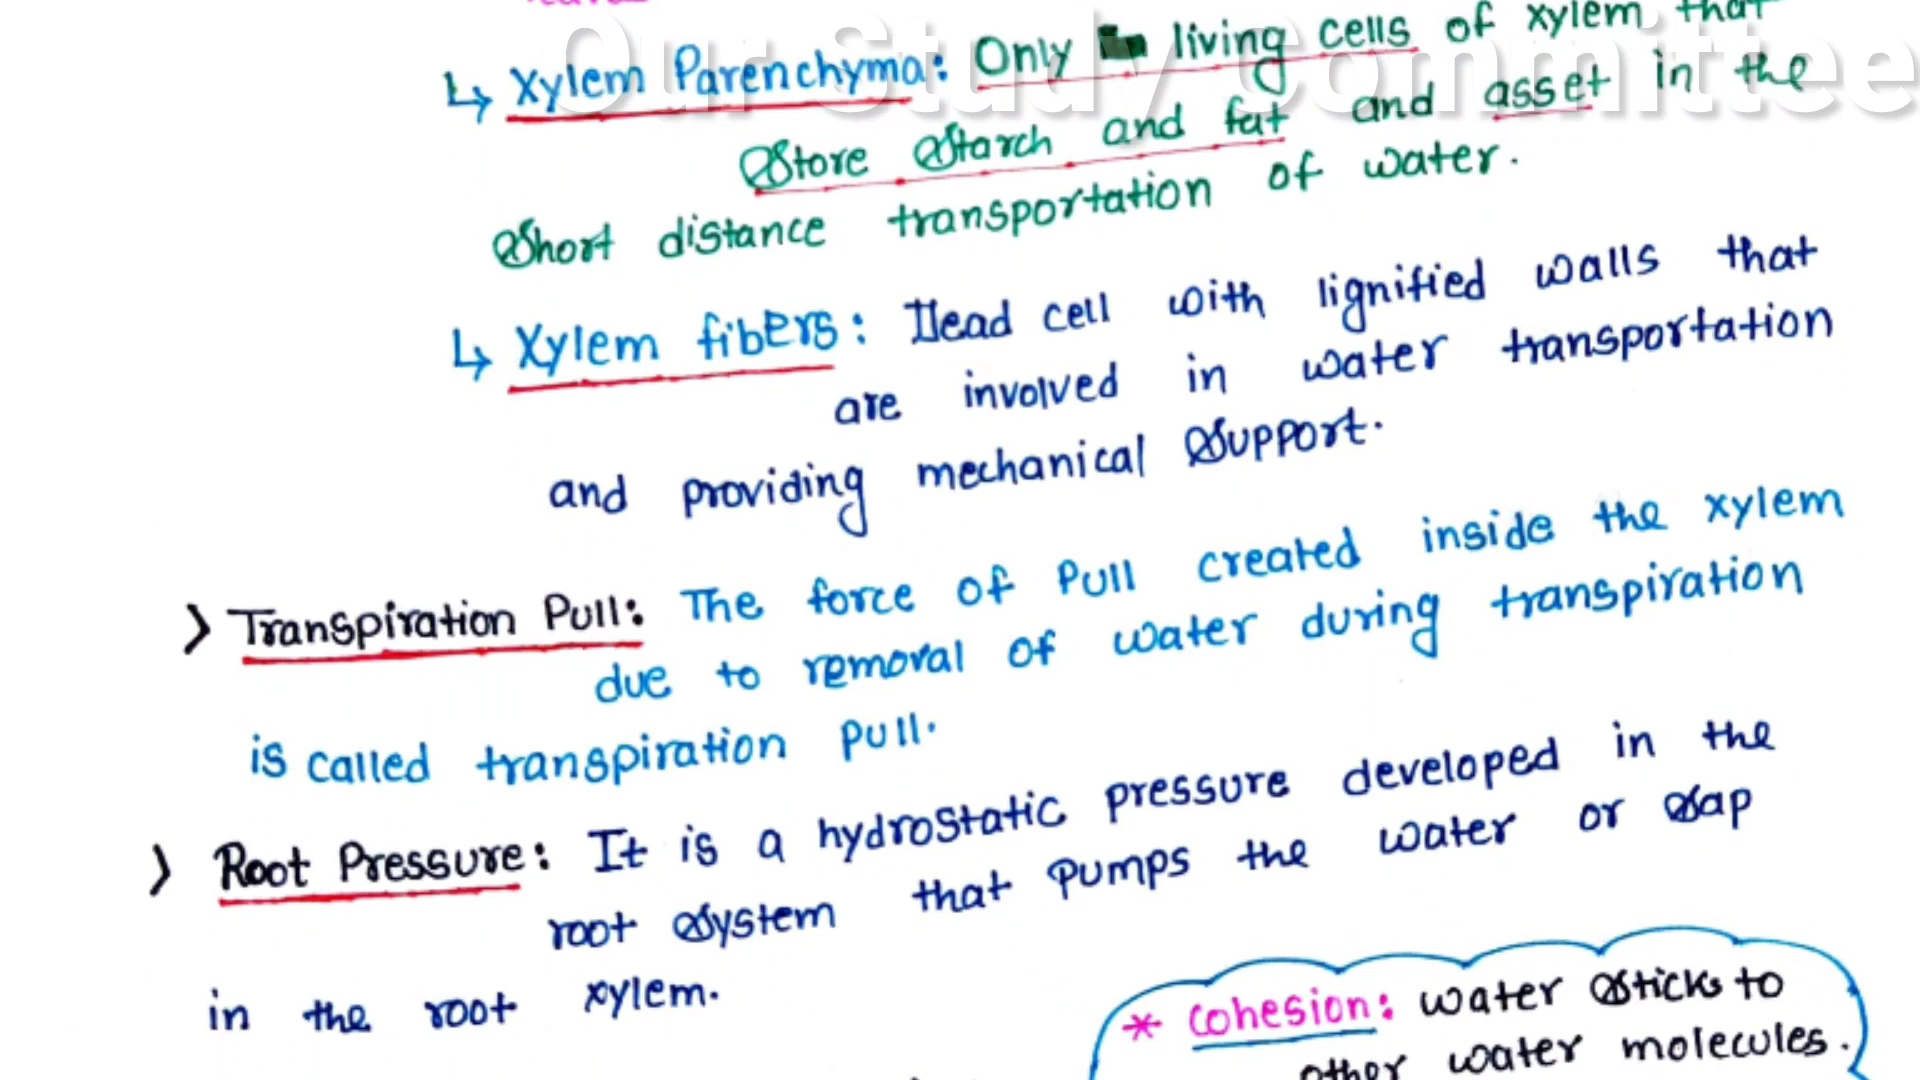 Our Study Committee
↳ Xylem Parenchyma: Only living cells of xylem that
Store Starch and fat and asset in the
Short distance transportation of water.
↳ Xylem fibers: Dead cell with lignified walls that
are involved in water transportation
and providing mechanical Support.
> Transpiration Pull: The force of Pull created inside the xylem
due to removal of water during transpiration
is called transpiration pull.
> Root Pressure: It is a hydrostatic pressure developed in the
root System that Pumps the water or Sap
in the root xylem.
* Cohesion: water Sticks to
other water molecules.